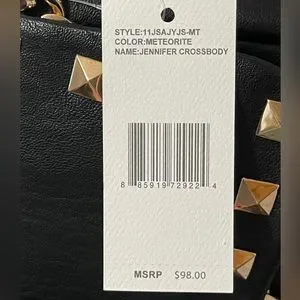 STYLE:11JSAJYJS-MT
COLOR:METEORITE
NAME:JENNIFER CROSSBODY
8 85919 72922 4
MSRP $98.00